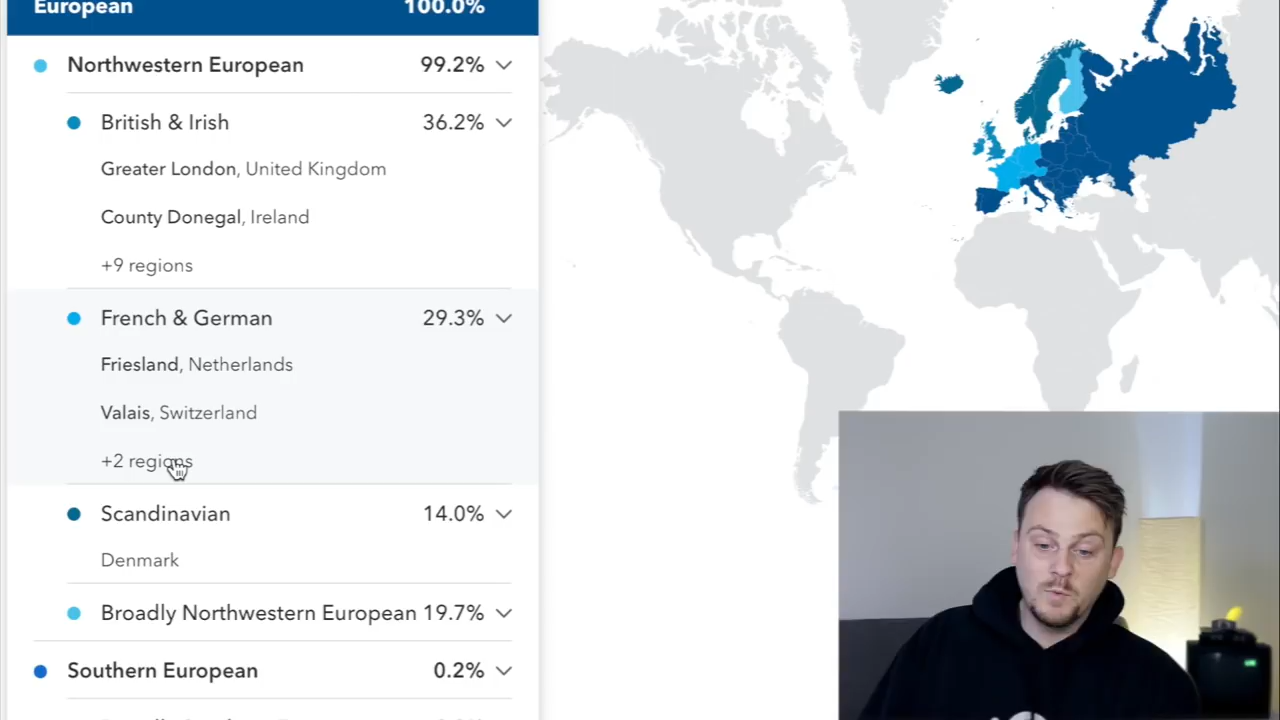 European 100.0%
Northwestern European 99.2%
British & Irish 36.2%
Greater London, United Kingdom
County Donegal, Ireland
+9 regions
French & German 29.3%
Friesland, Netherlands
Valais, Switzerland
+2 regions
Scandinavian 14.0%
Denmark
Broadly Northwestern European 19.7%
Southern European 0.2%